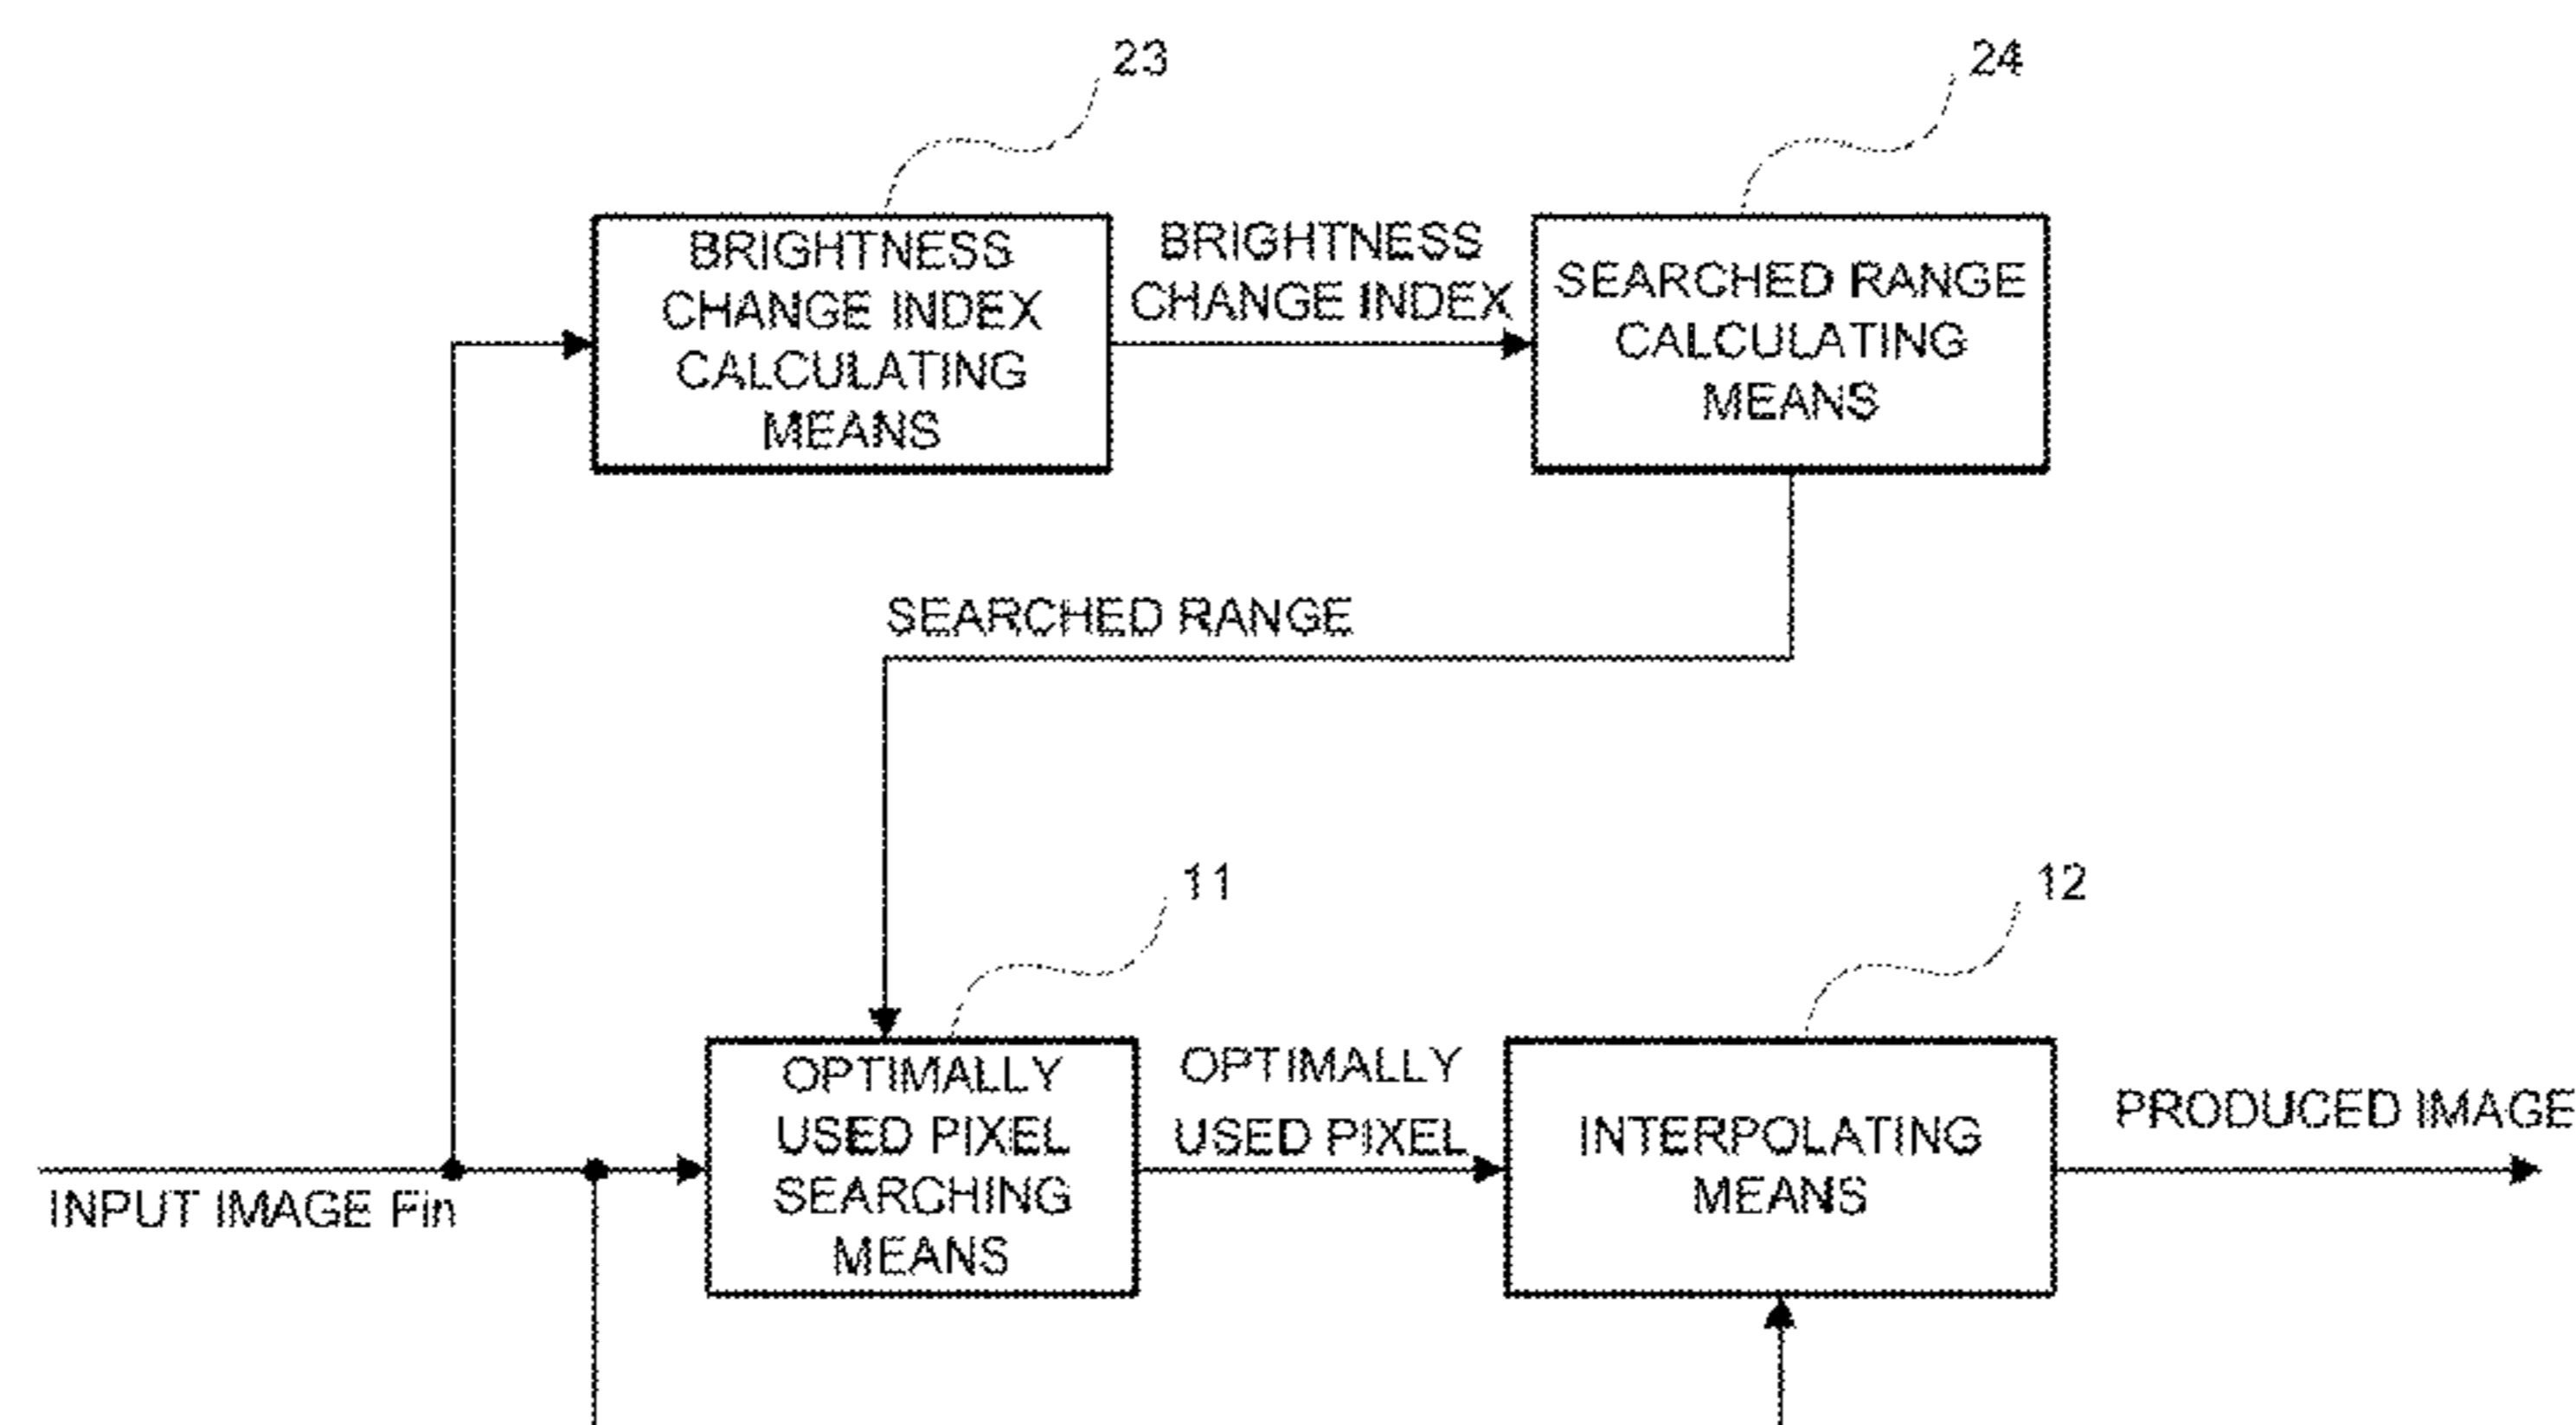 23
24
BRIGHTNESS
CHANGE INDEX
CALCULATING
MEANS
BRIGHTNESS
CHANGE INDEX
SEARCHED RANGE
CALCULATING
MEANS
SEARCHED RANGE
11
12
OPTIMALLY
USED PIXEL
SEARCHING
MEANS
OPTIMALLY
USED PIXEL
INTERPOLATING
MEANS
PRODUCED IMAGE
INPUT IMAGE Fin